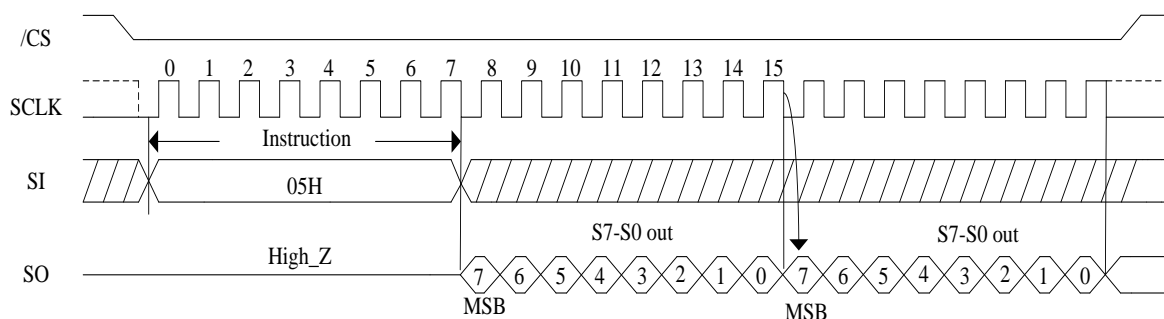 /CS
0 1 2 3 4 5 6 7 8 9 10 11 12 13 14 15
SCLK
Instruction
SI
05H
S7-S0 out S7-S0 out
High_Z
SO
7 6 5 4 3 2 1 0 7 6 5 4 3 2 1 0
MSB MSB